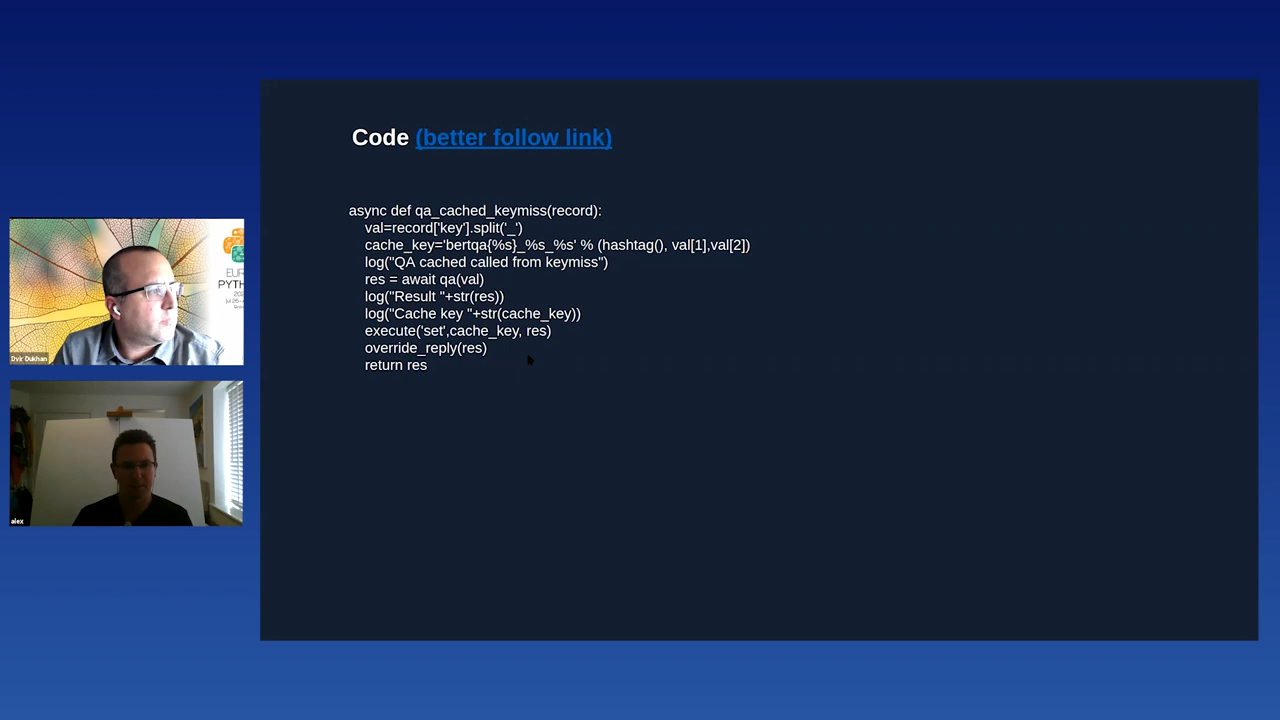 Code (better follow link)
async def qa_cached_keymiss(record):
val=record['key'].split('_')
cache_key='bertqa{%s}_%s_%s' % (hashtag(), val[1],val[2])
log("QA cached called from keymiss")
res = await qa(val)
log("Result "+str(res))
log("Cache key "+str(cache_key))
execute('set',cache_key, res)
override_reply(res)
return res
EUR
PYTH
Dvir Dukhan
alex